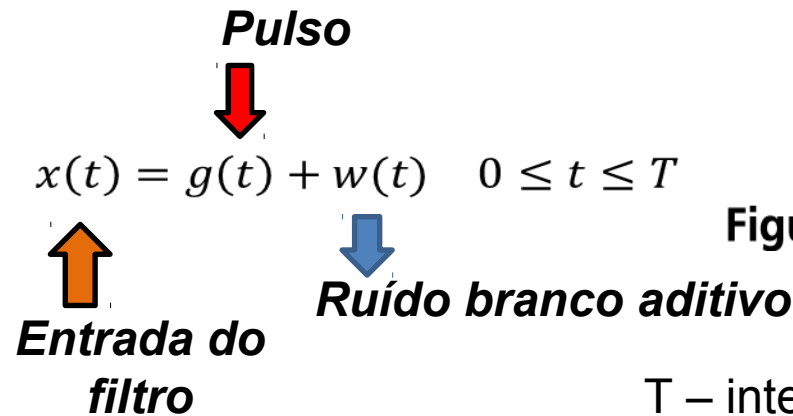 Pulso
x(t) = g(t) + w(t) 0 ≤ t ≤ T
Ruído branco aditivo
Entrada do
filtro
T –